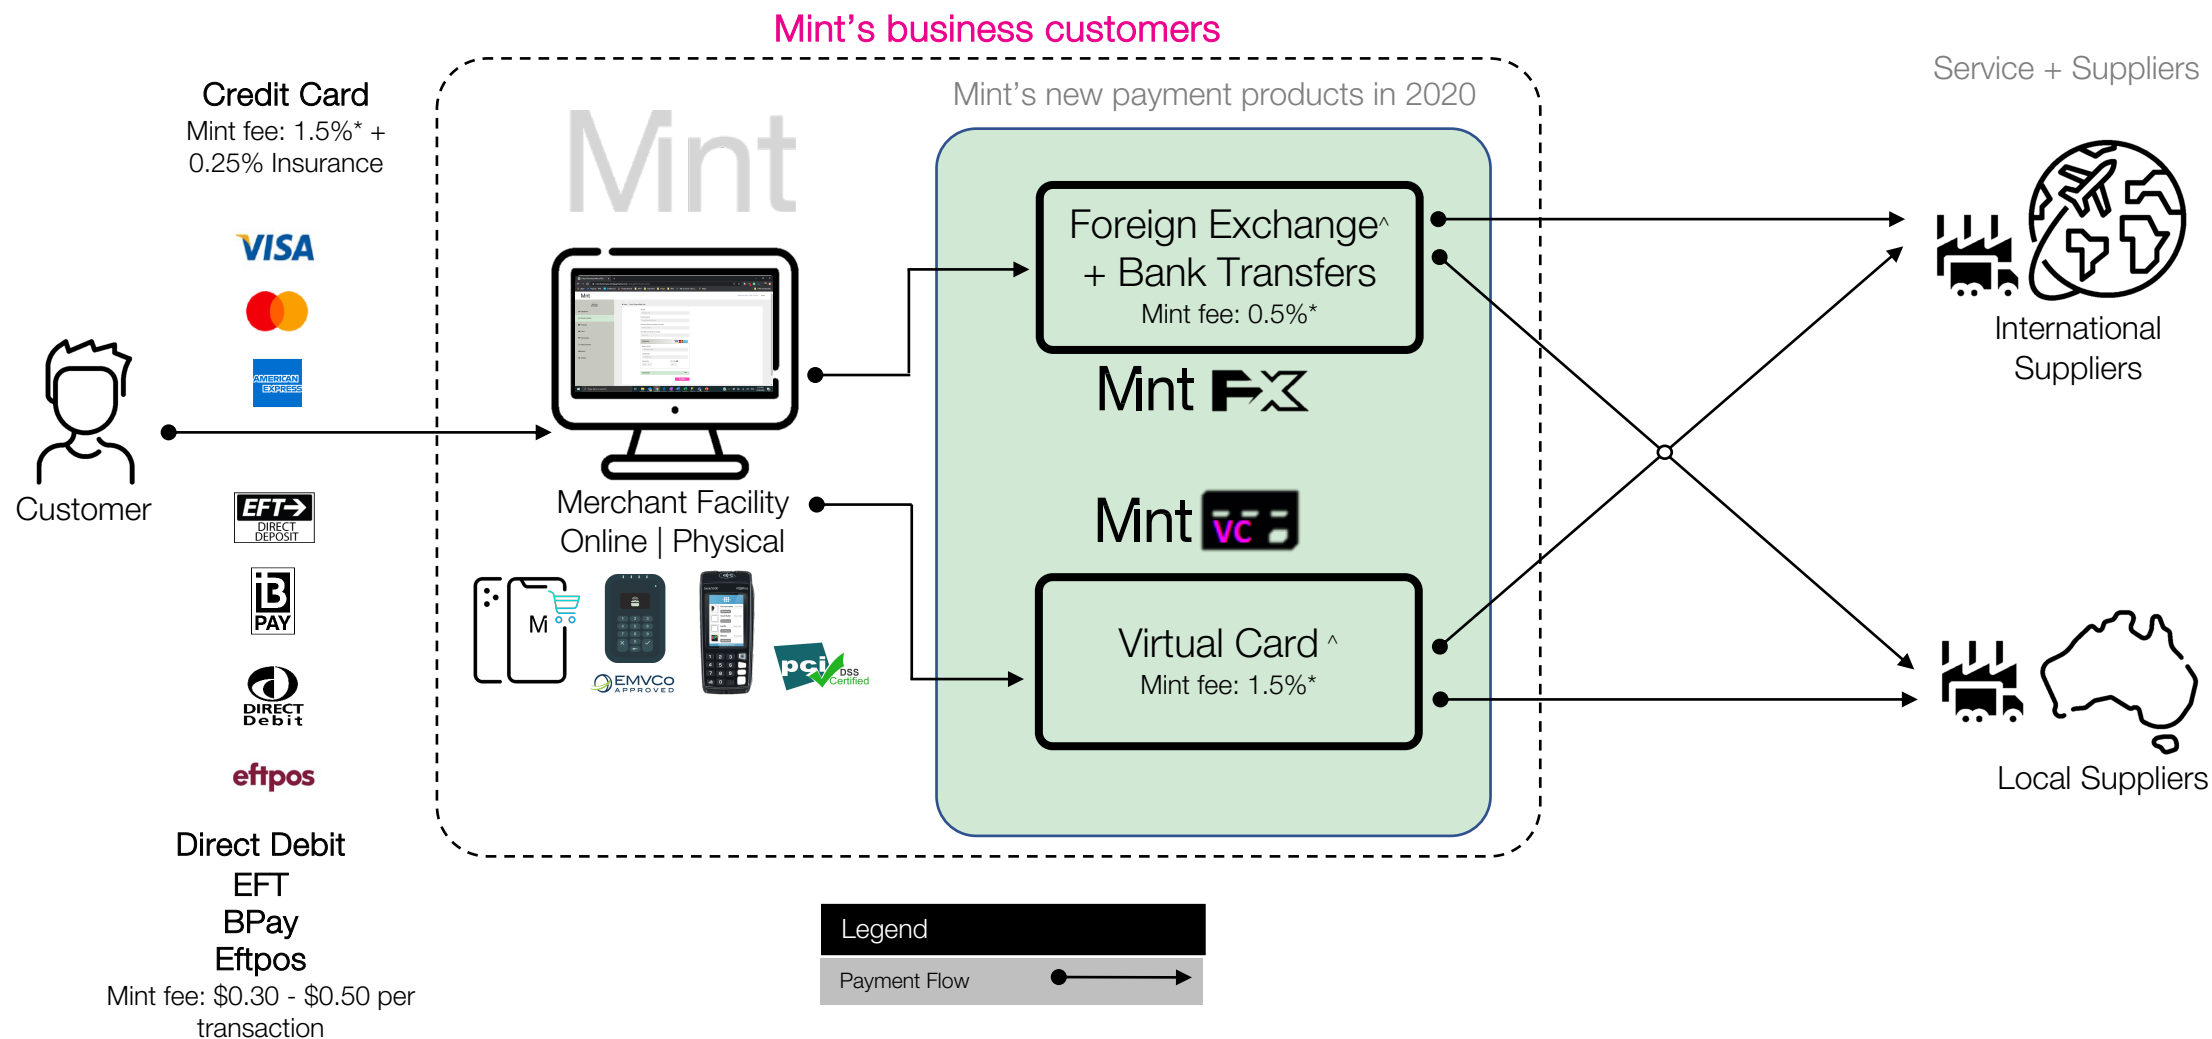 Mint's business customers
Service + Suppliers
Credit Card
Mint fee: 1.5%* +
0.25% Insurance
Mint's new payment products in 2020
Mint
VISA
AMERICAN
EXPRESS
Foreign Exchange^
+ Bank Transfers
Mint fee: 0.5%*
Mint FX
International
Suppliers
Customer
EFT
DIRECT
DEPOSIT
B
PAY
DIRECT
Debit
eftpos
Merchant Facility
Online | Physical
M
EMVCo
APPROVED
pci
DSS
Certified
Mint VC
Virtual Card ^
Mint fee: 1.5%*
Local Suppliers
Direct Debit
EFT
BPay
Eftpos
Mint fee: $0.30 - $0.50 per
transaction
Legend
Payment Flow